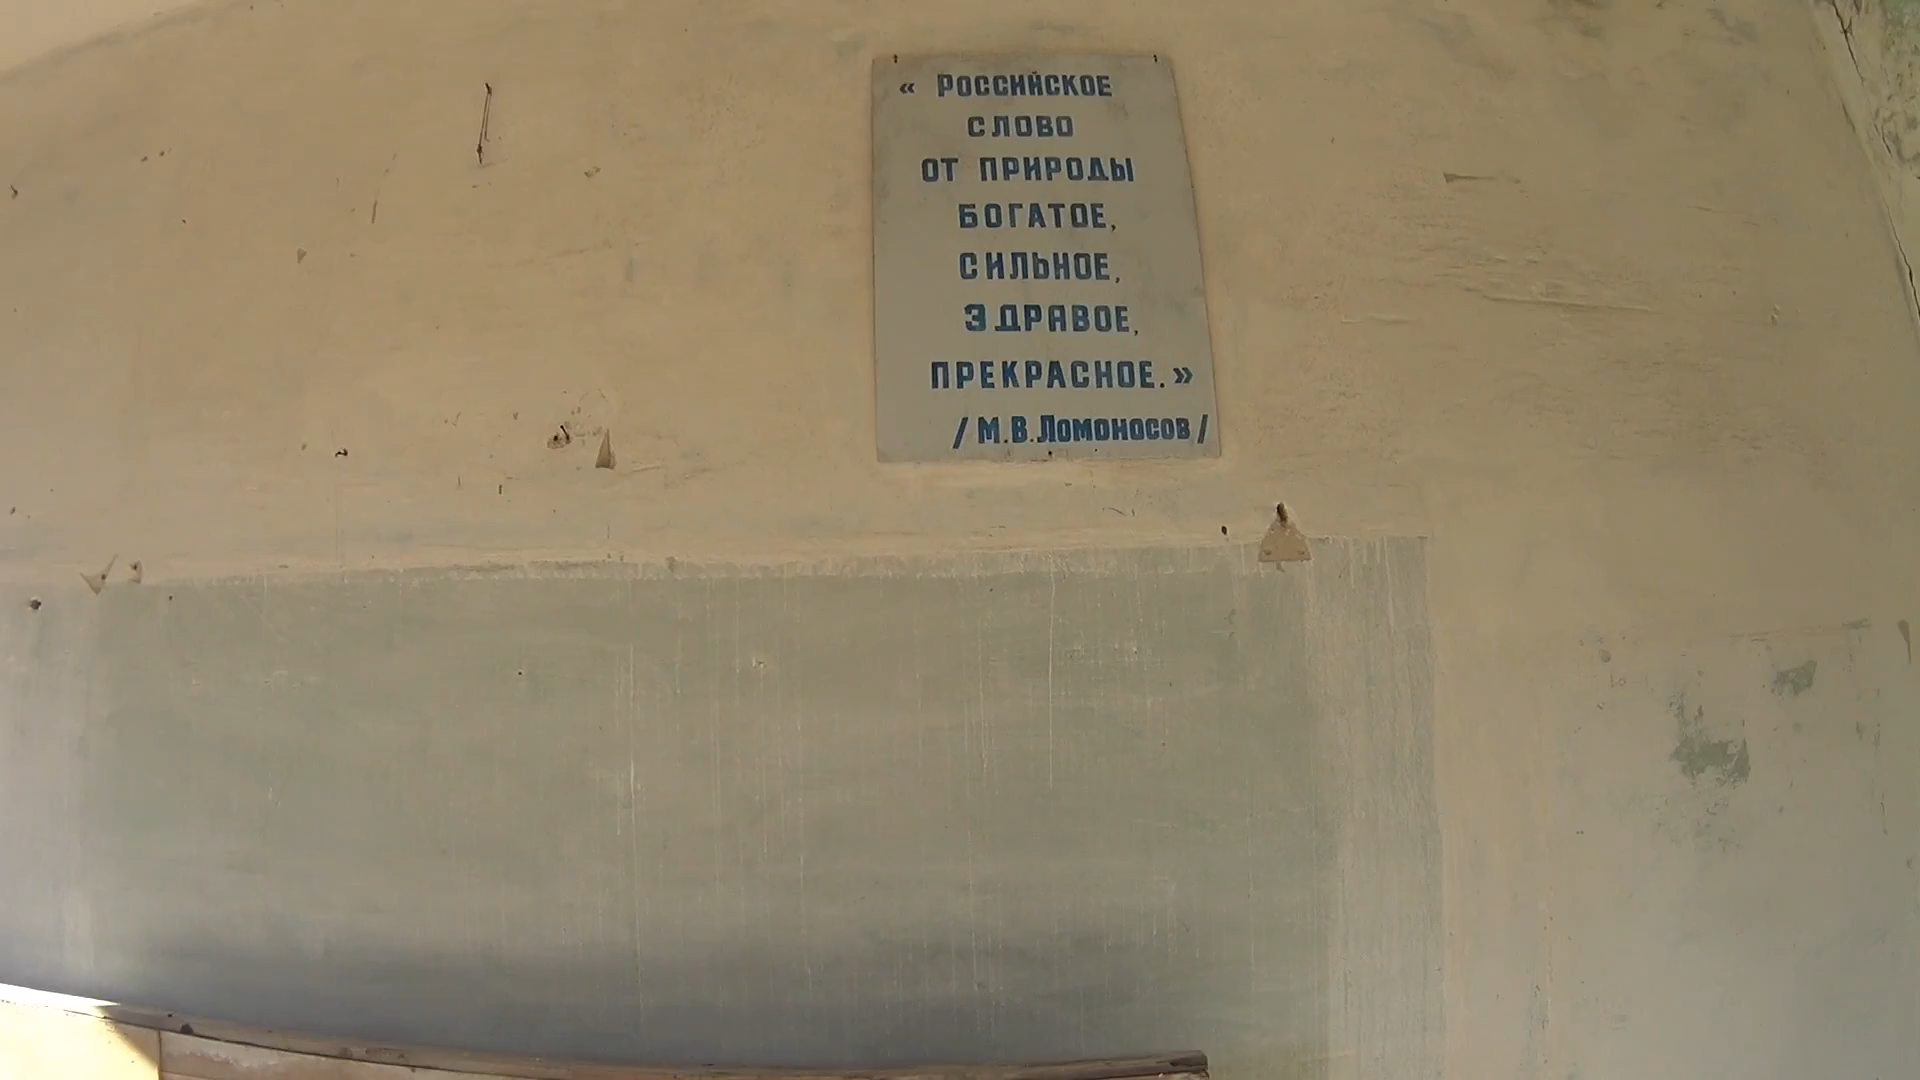 « РОССИЙСКОЕ
СЛОВО
ОТ ПРИРОДЫ
БОГАТОЕ,
СИЛЬНОЕ,
ЗДРАВОЕ,
ПРЕКРАСНОЕ.»
/М.В.Ломоносов/